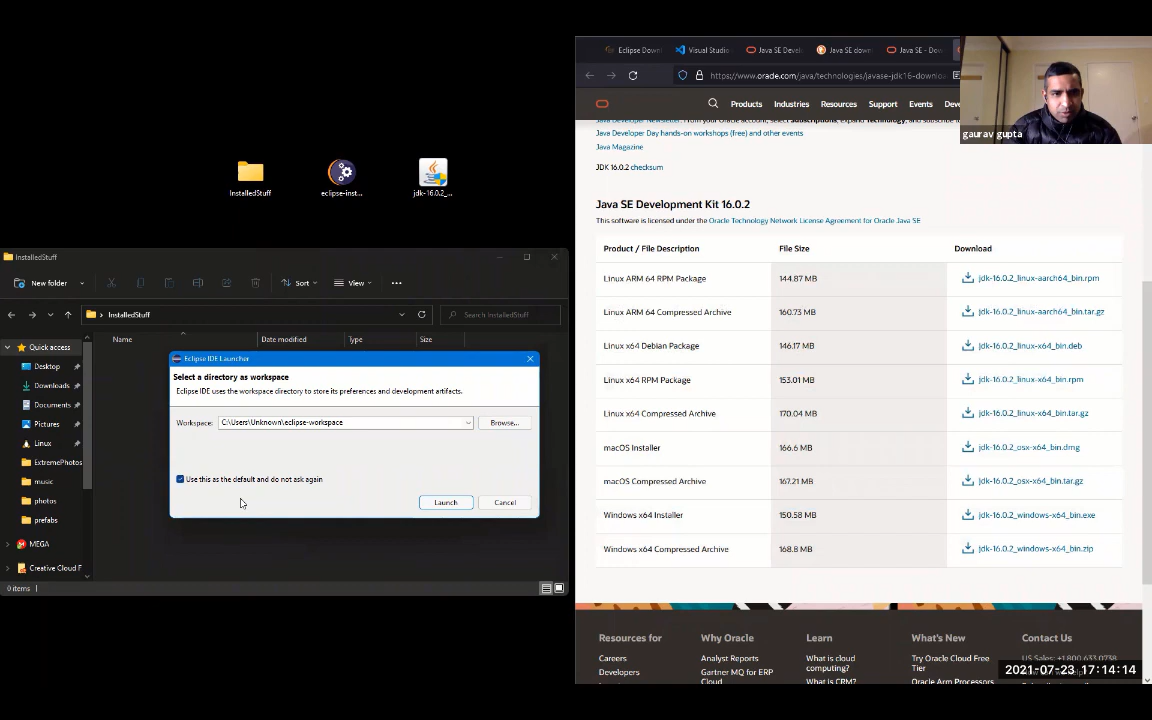 InstalledStuff
eclipse-inst...
jdk-16.0.2_...
InstalledStuff
New folder
Sort
View
InstalledStuff
Search InstalledStuff
Name
Date modified
Type
Size
Quick access
Desktop
Downloads
Documents
Pictures
Linux
ExtremePhotos
music
photos
prefabs
MEGA
Creative Cloud F
0 items
Eclipse IDE Launcher
Select a directory as workspace
Eclipse IDE uses the workspace directory to store its preferences and development artifacts.
Workspace:
C:\Users\Unknown\eclipse-workspace
Browse...
Use this as the default and do not ask again
Launch
Cancel
Eclipse Down
Visual Studio
Java SE Devel
Java SE down
Java SE - Dow
https://www.oracle.com/java/technologies/javase-jdk16-downloa
Products
Industries
Resources
Support
Events
Deve
gaurav gupta
Java Developer Day hands-on workshops (free) and other events
Java Magazine
JDK 16.0.2 checksum
Java SE Development Kit 16.0.2
This software is licensed under the Oracle Technology Network License Agreement for Oracle Java SE
Product / File Description File Size Download
Linux ARM 64 RPM Package 144.87 MB jdk-16.0.2_linux-aarch64_bin.rpm
Linux ARM 64 Compressed Archive 160.73 MB jdk-16.0.2_linux-aarch64_bin.tar.gz
Linux x64 Debian Package 146.17 MB jdk-16.0.2_linux-x64_bin.deb
Linux x64 RPM Package 153.01 MB jdk-16.0.2_linux-x64_bin.rpm
Linux x64 Compressed Archive 170.04 MB jdk-16.0.2_linux-x64_bin.tar.gz
macOS Installer 166.6 MB jdk-16.0.2_osx-x64_bin.dmg
macOS Compressed Archive 167.21 MB jdk-16.0.2_osx-x64_bin.tar.gz
Windows x64 Installer 150.58 MB jdk-16.0.2_windows-x64_bin.exe
Windows x64 Compressed Archive 168.8 MB jdk-16.0.2_windows-x64_bin.zip
Resources for
Careers
Developers
Why Oracle
Analyst Reports
Gartner MQ for ERP
Cloud
Learn
What is cloud
computing?
What is CRM?
What's New
Try Oracle Cloud Free
Tier
Oracle Arm Processors
Contact Us
US Sales: +1.800.633.0738
2021-07-23 17:14:14